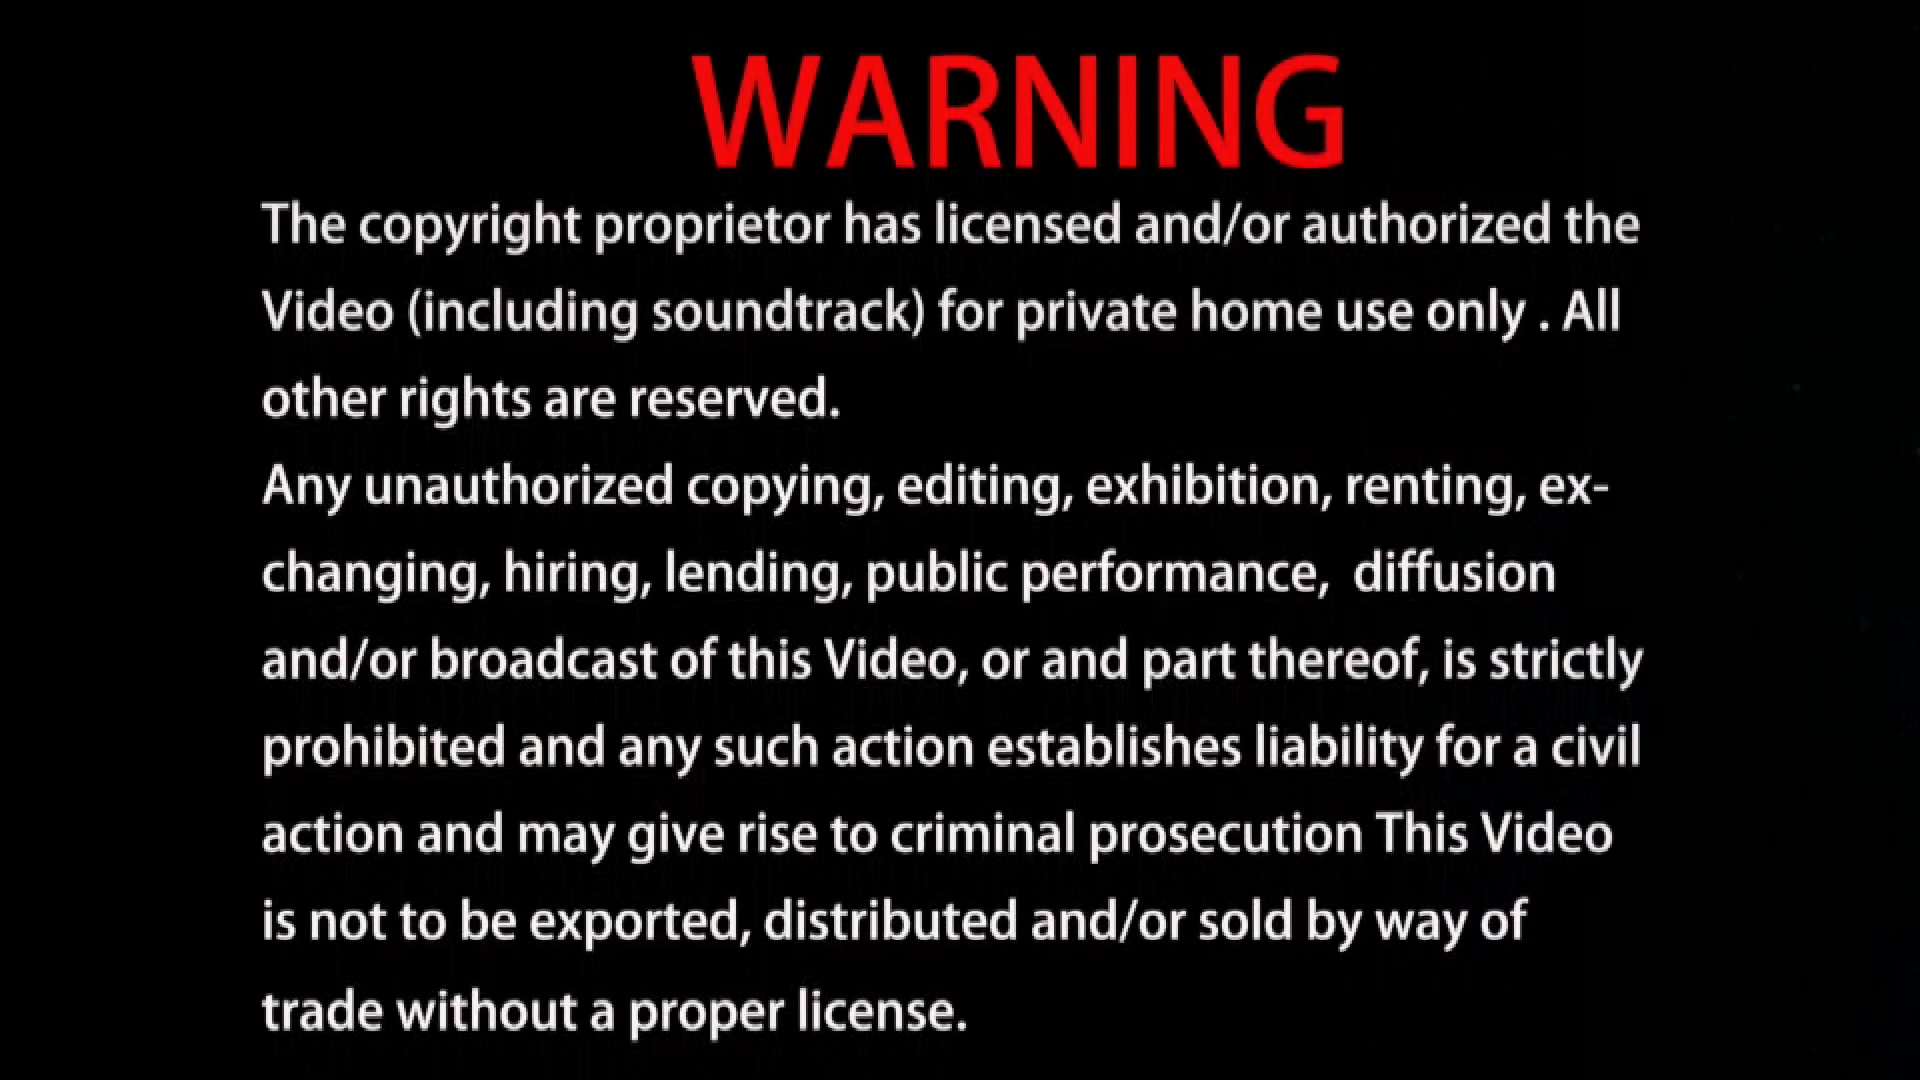 WARNING
The copyright proprietor has licensed and/or authorized the
Video (including soundtrack) for private home use only . All
other rights are reserved.
Any unauthorized copying, editing, exhibition, renting, ex-
changing, hiring, lending, public performance,  diffusion
and/or broadcast of this Video, or and part thereof, is strictly
prohibited and any such action establishes liability for a civil
action and may give rise to criminal prosecution This Video
is not to be exported, distributed and/or sold by way of
trade without a proper license.